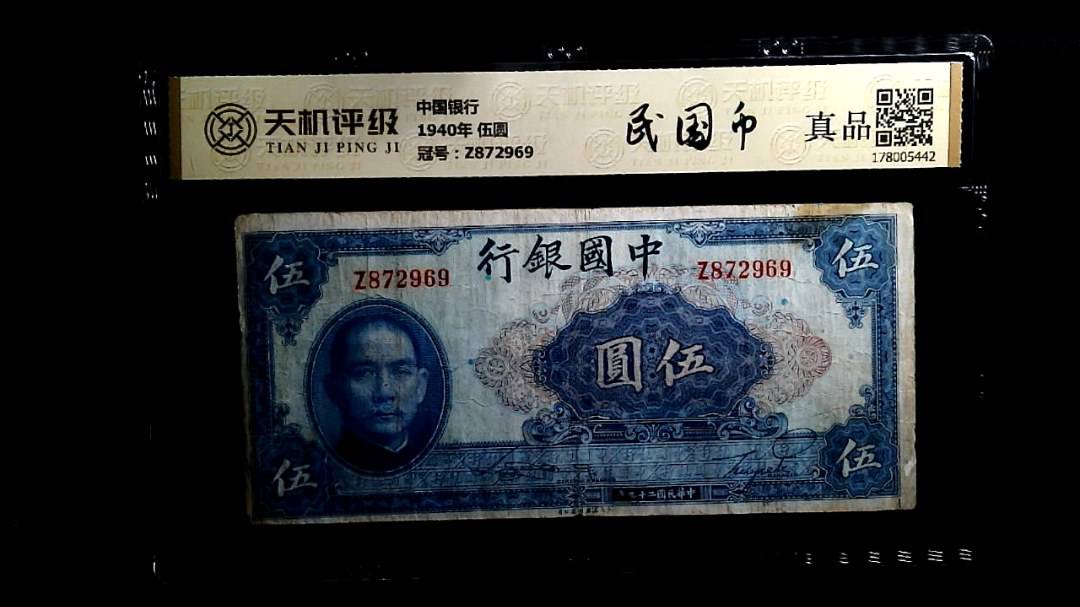 天机评级
TIAN JI PING JI
中国银行
1940年 伍圆
冠号：Z872969
民国币
真品
178005442
行銀國中
伍
Z872969
Z872969
伍
圓伍
伍
伍